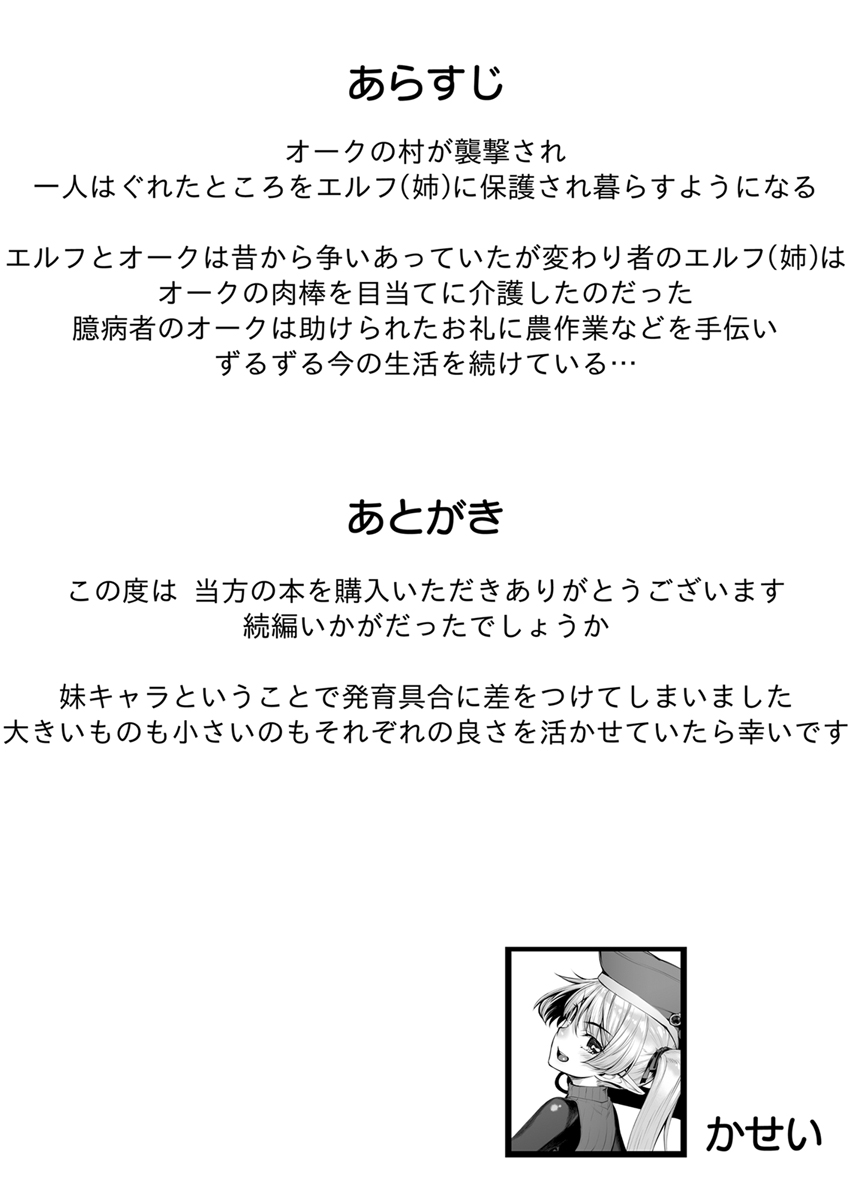 あらすじ
オークの村が襲撃され
一人はぐれたところをエルフ(姉)に保護され暮らすようになる
エルフとオークは昔から争いあっていたが変わり者のエルフ(姉)は
オークの肉棒を目当てに介護したのだった
臆病者のオークは助けられたお礼に農作業などを手伝い
ずるずる今の生活を続けている…
あとがき
この度は 当方の本を購入いただきありがとうございます
続編いかがだったでしょうか
妹キャラということで発育具合に差をつけてしまいました
大きいものも小さいのもそれぞれの良さを活かせていたら幸いです
かせい